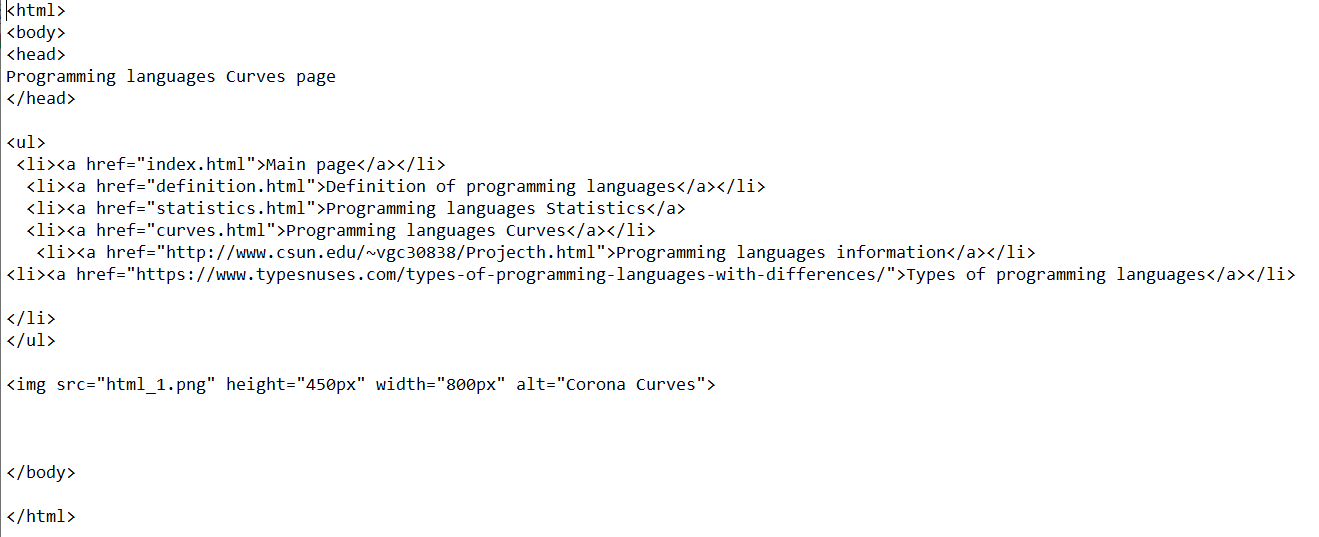 <html>
<body>
<head>
Programming languages Curves page
</head>
<ul>
<li><a href="index.html">Main page</a></li>
<li><a href="definition.html">Definition of programming languages</a></li>
<li><a href="statistics.html">Programming languages Statistics</a>
<li><a href="curves.html">Programming languages Curves</a></li>
<li><a href="http://www.csun.edu/~vgc30838/Projecth.html">Programming languages information</a></li>
<li><a href="https://www.typesnuses.com/types-of-programming-languages-with-differences/">Types of programming languages</a></li>
</li>
</ul>
<img src="html_1.png" height="450px" width="800px" alt="Corona Curves">
</body>
</html>